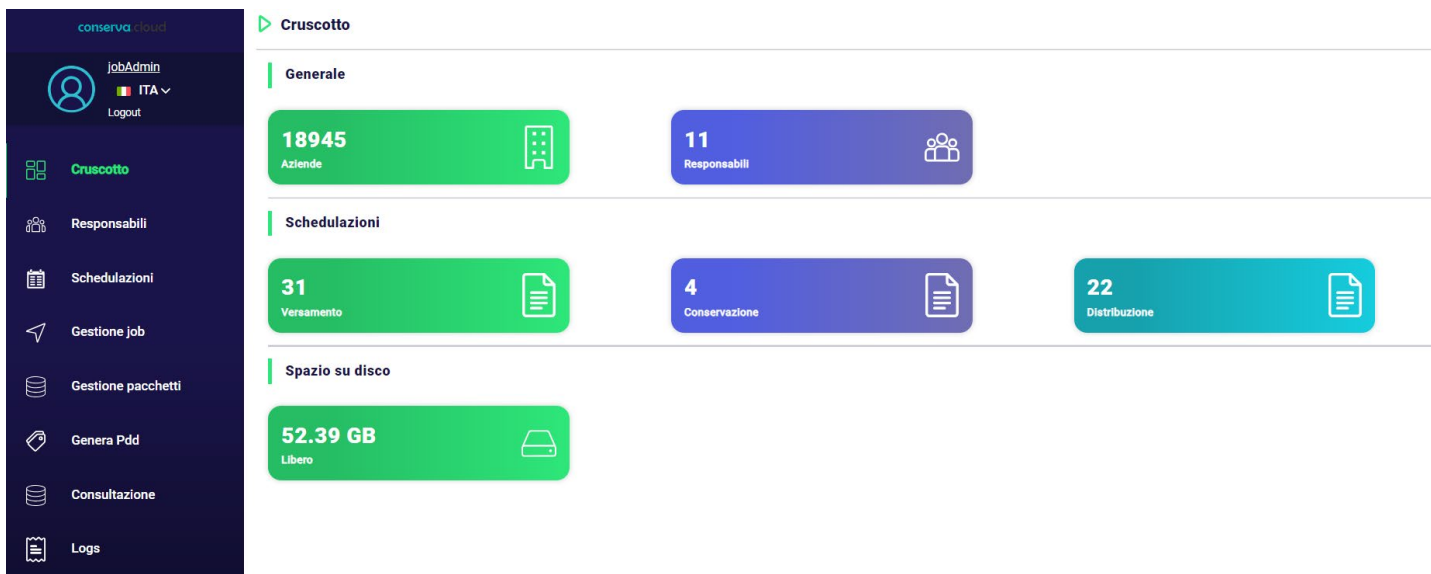 conserva.cloud
jobAdmin
ITA
Logout
Cruscotto
Responsabili
Schedulazioni
Gestione job
Gestione pacchetti
Genera Pdd
Consultazione
Logs
Cruscotto
Generale
18945
Aziende
11
Responsabili
Schedulazioni
31
Versamento
4
Conservazione
22
Distribuzione
Spazio su disco
52.39 GB
Libero